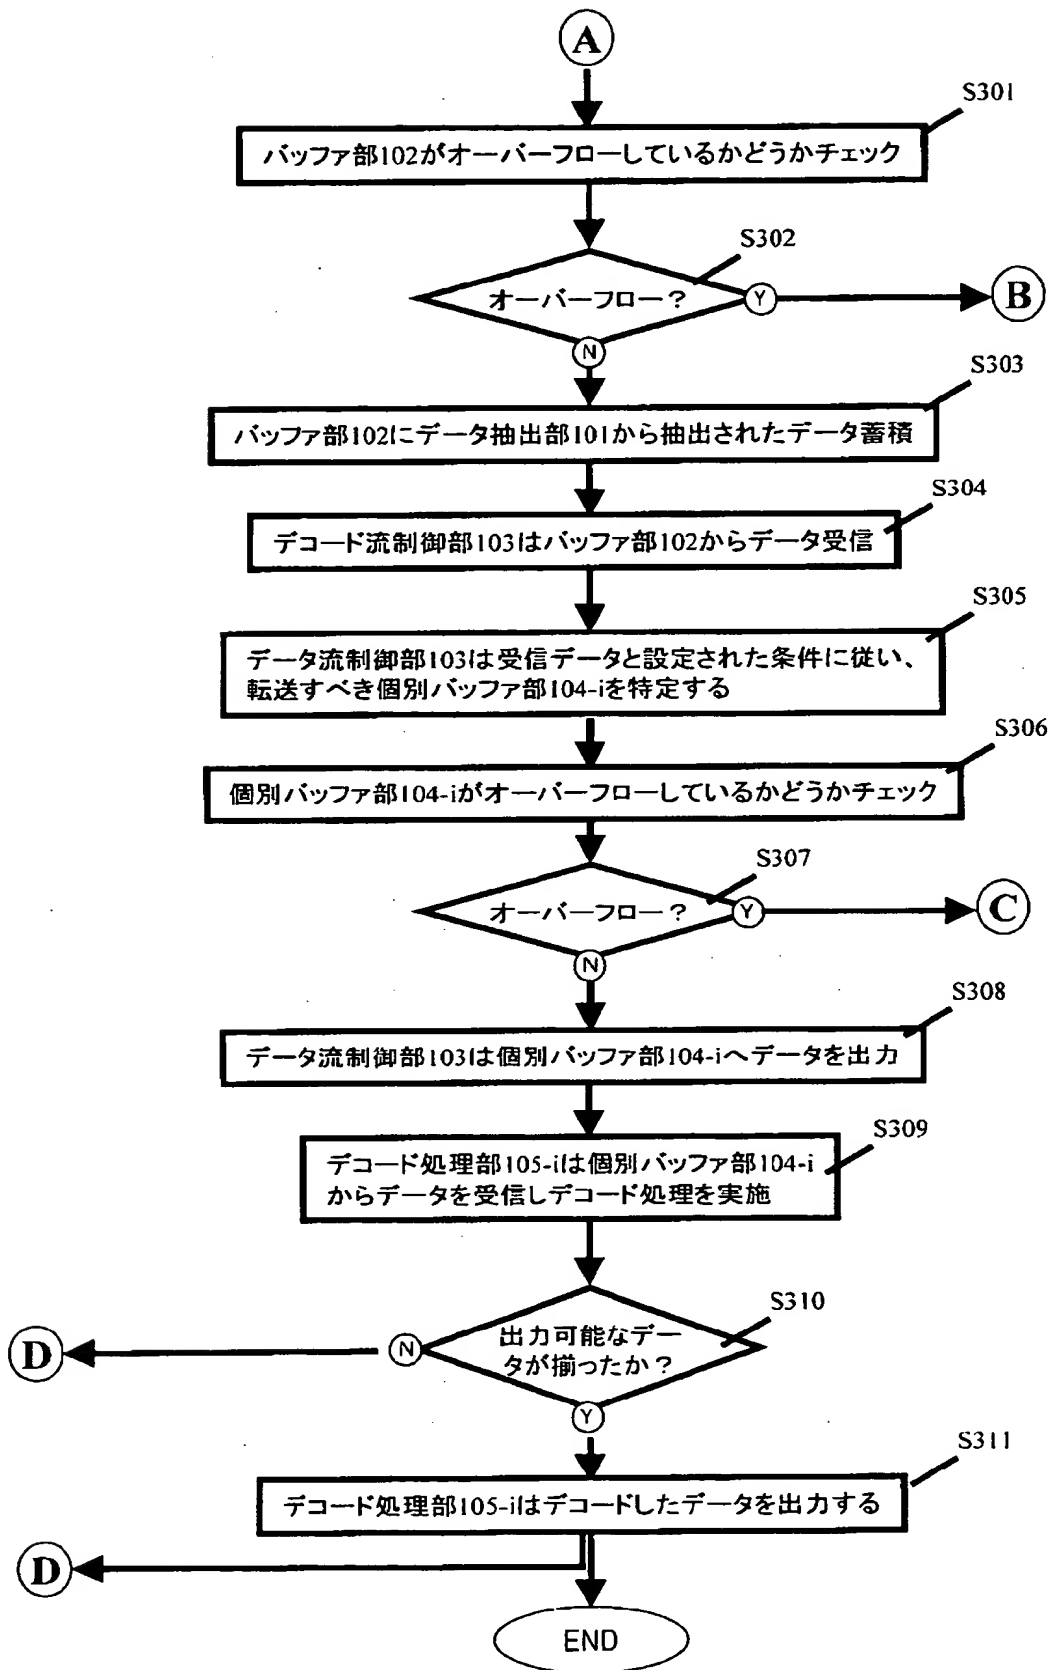 A
S301
バッファ部102がオーバーフローしているかどうかチェック
S302
オーバーフロー？
Y
B
N
S303
バッファ部102にデータ抽出部101から抽出されたデータ蓄積
S304
デコード流制御部103はバッファ部102からデータ受信
S305
データ流制御部103は受信データと設定された条件に従い、
転送すべき個別バッファ部104-iを特定する
S306
個別バッファ部104-iがオーバーフローしているかどうかチェック
S307
オーバーフロー？
Y
C
N
S308
データ流制御部103は個別バッファ部104-iへデータを出力
S309
デコード処理部105-iは個別バッファ部104-i
からデータを受信しデコード処理を実施
S310
出力可能なデー
タが揃ったか？
N
D
Y
S311
デコード処理部105-iはデコードしたデータを出力する
D
END